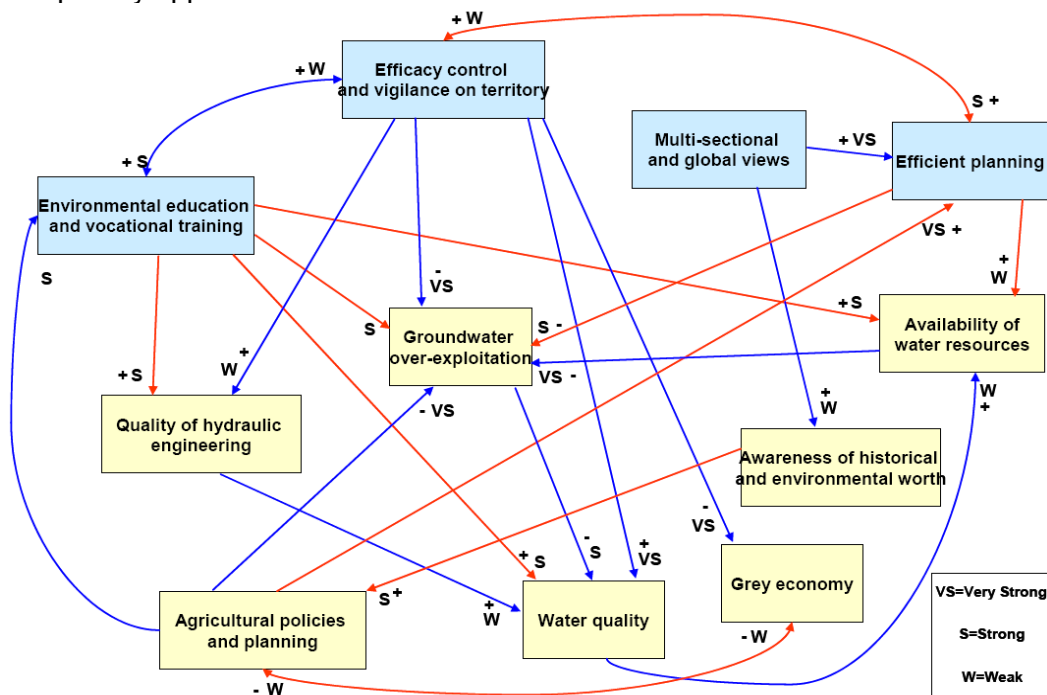 + W
Efficacy control
and vigilance on territory
+ W
S +
Multi-sectional
and global views
+ VS
Efficient planning
+ S
Environmental education
and vocational training
VS +
S
-
VS
+
W
+ S
S
Groundwater
over-exploitation
S -
VS -
Availability of
water resources
W
+
+
W
+ S
- VS
Quality of hydraulic
engineering
+
W
Awareness of historical
and environmental worth
-
VS
-
S
+
VS
+ S
Grey economy
VS=Very Strong
S=Strong
W=Weak
S+
+
W
Agricultural policies
and planning
Water quality
- W
- W